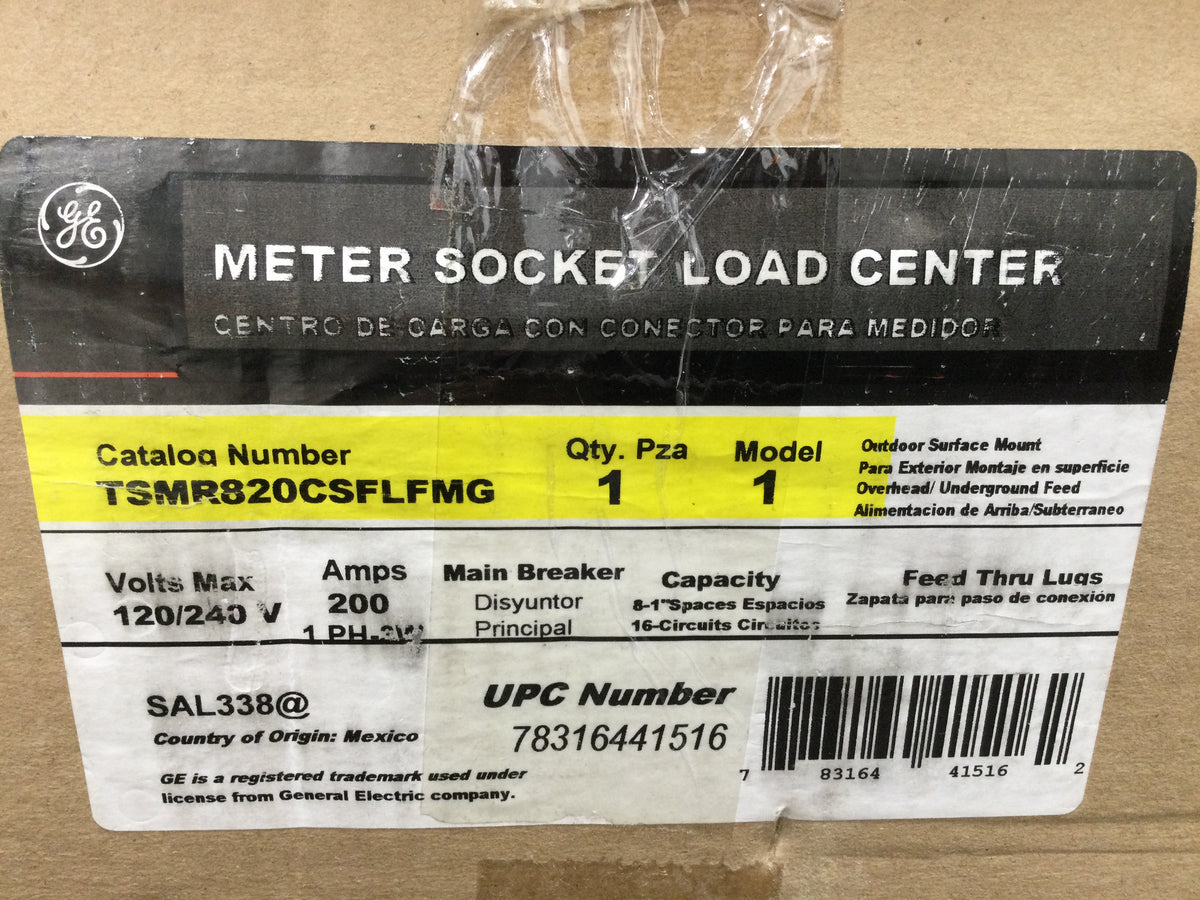 GE
METER SOCKET LOAD CENTER
CENTRO DE CARGA CON CONECTOR PARA MEDIDOR
Catalog Number
TSMR820CSFLFMG
Qty. Pza
1
Model
1
Outdoor Surface Mount
Para Exterior Montaje en superficie
Overhead/ Underground Feed
Alimentacion de Arriba/Subterraneo
Volts Max
120/240 V
Amps
200
1 PH-3W
Main Breaker
Disyuntor
Principal
Capacity
8-1"Spaces Espacios
16-Circuits Circuitos
Feed Thru Lugs
Zapata para paso de conexión
SAL338@
Country of Origin: Mexico
GE is a registered trademark used under
license from General Electric company.
UPC Number
78316441516
7 83164 41516 2